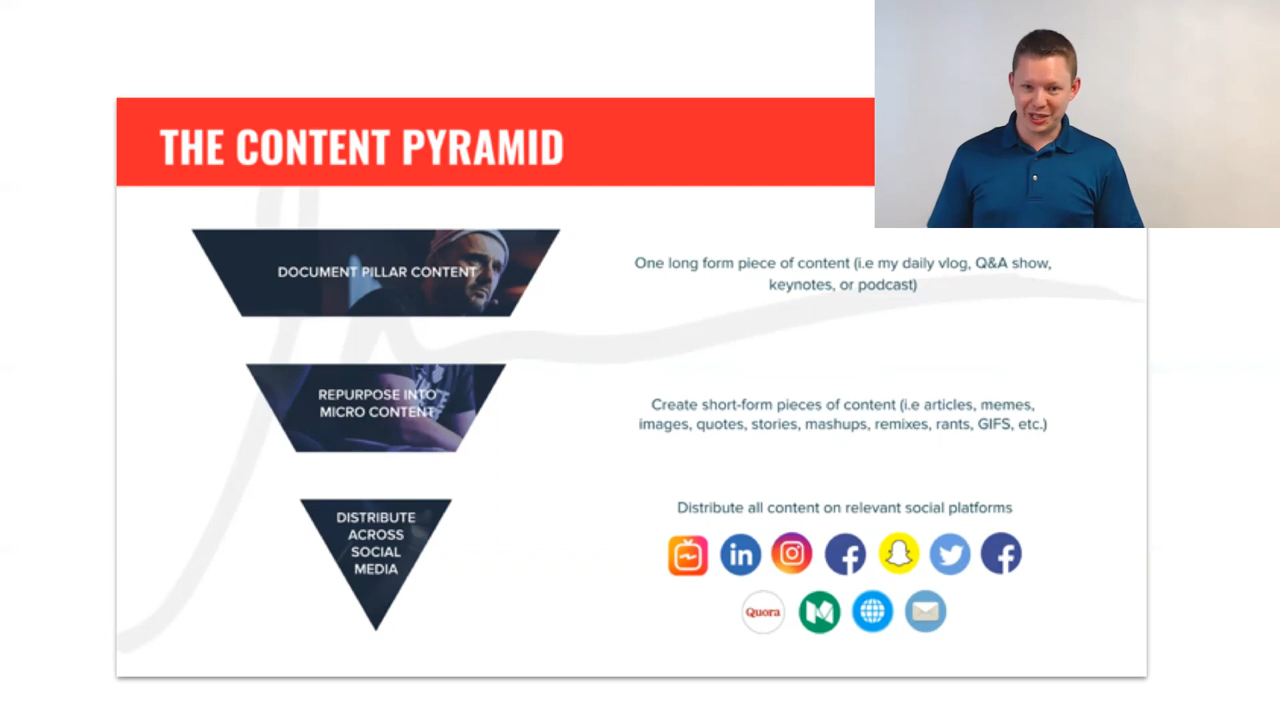 THE CONTENT PYRAMID
DOCUMENT PILLAR CONTENT
One long form piece of content (i.e my daily vlog, Q&A show,
keynotes, or podcast)
REPURPOSE INTO
MICRO CONTENT
Create short-form pieces of content (i.e articles, memes,
images, quotes, stories, mashups, remixes, rants, GIFS, etc.)
DISTRIBUTE
ACROSS
SOCIAL
MEDIA
Distribute all content on relevant social platforms
in
Quora